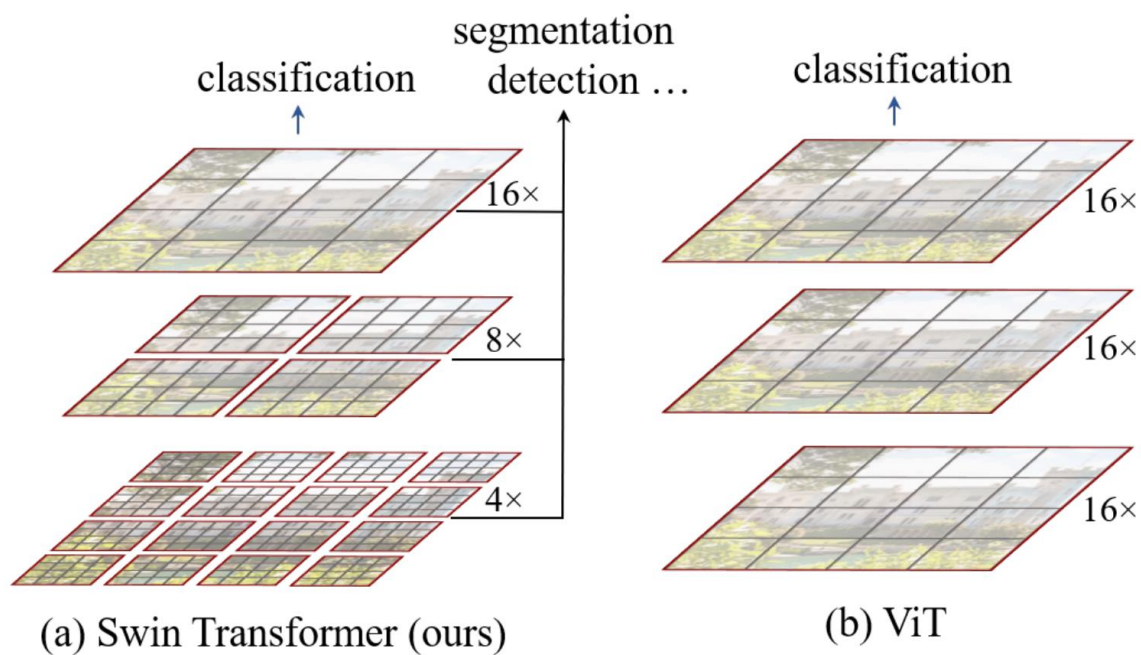 segmentation
detection ...
classification
16×
8×
4×
(a) Swin Transformer (ours)
classification
16×
16×
16×
(b) ViT